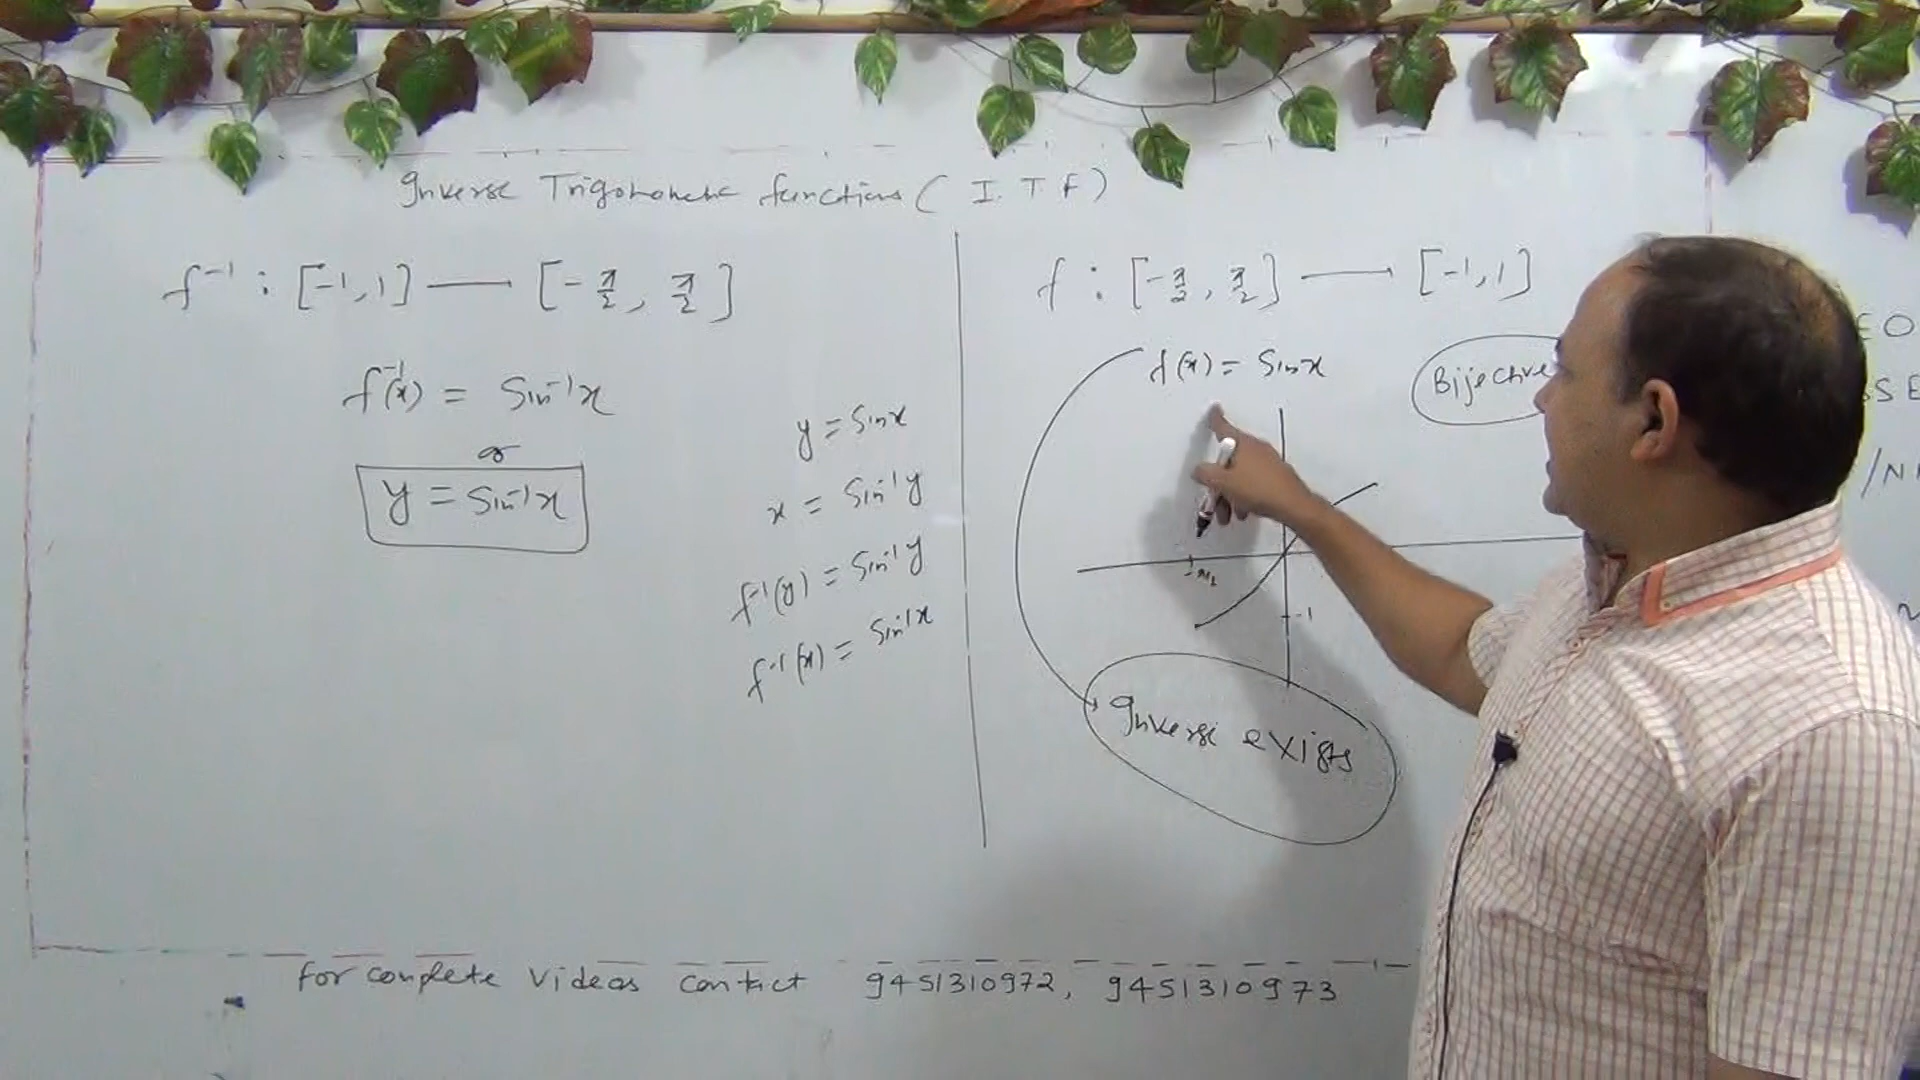 Inverse Trigonometric functions ( I. T. F )
f⁻¹ : [-1, 1] — [-π/2, π/2]
f⁻¹(x) = Sin⁻¹x
or
y = Sin⁻¹x
y = Sinx
x = Sin⁻¹y
f⁻¹(y) = Sin⁻¹y
f⁻¹(x) = Sin⁻¹x
f : [-π/2, π/2] — [-1, 1]
f(x) = Sinx
Bijective
-π/2
-1
Inverse exists
For complete Videos contact 9451310972, 9451310973